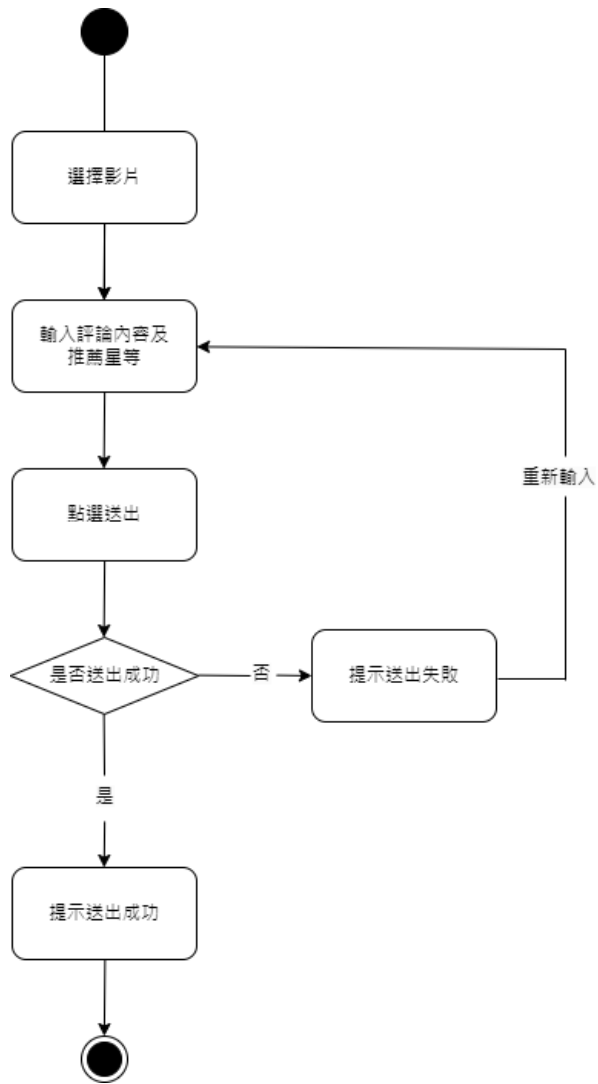 選擇影片
輸入評論內容及
推薦量等
重新輸入
點選送出
是否送出成功
否
提示送出失敗
是
提示送出成功